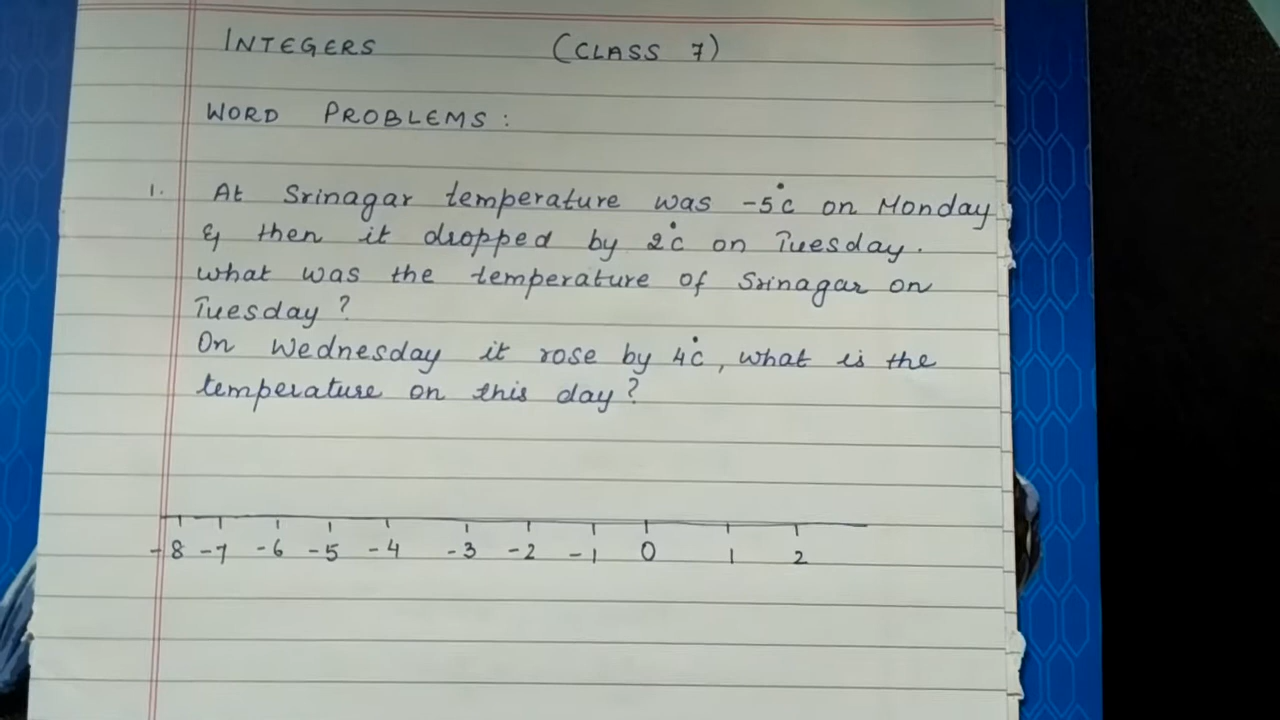 INTEGERS (CLASS 7)
WORD PROBLEMS:
1. At Srinagar temperature was -5°c on Monday
& then it dropped by 2°c on Tuesday.
What was the temperature of Srinagar on
Tuesday?
On Wednesday it rose by 4°c, what is the
temperature on this day?
-8 -7 -6 -5 -4 -3 -2 -1 0 1 2